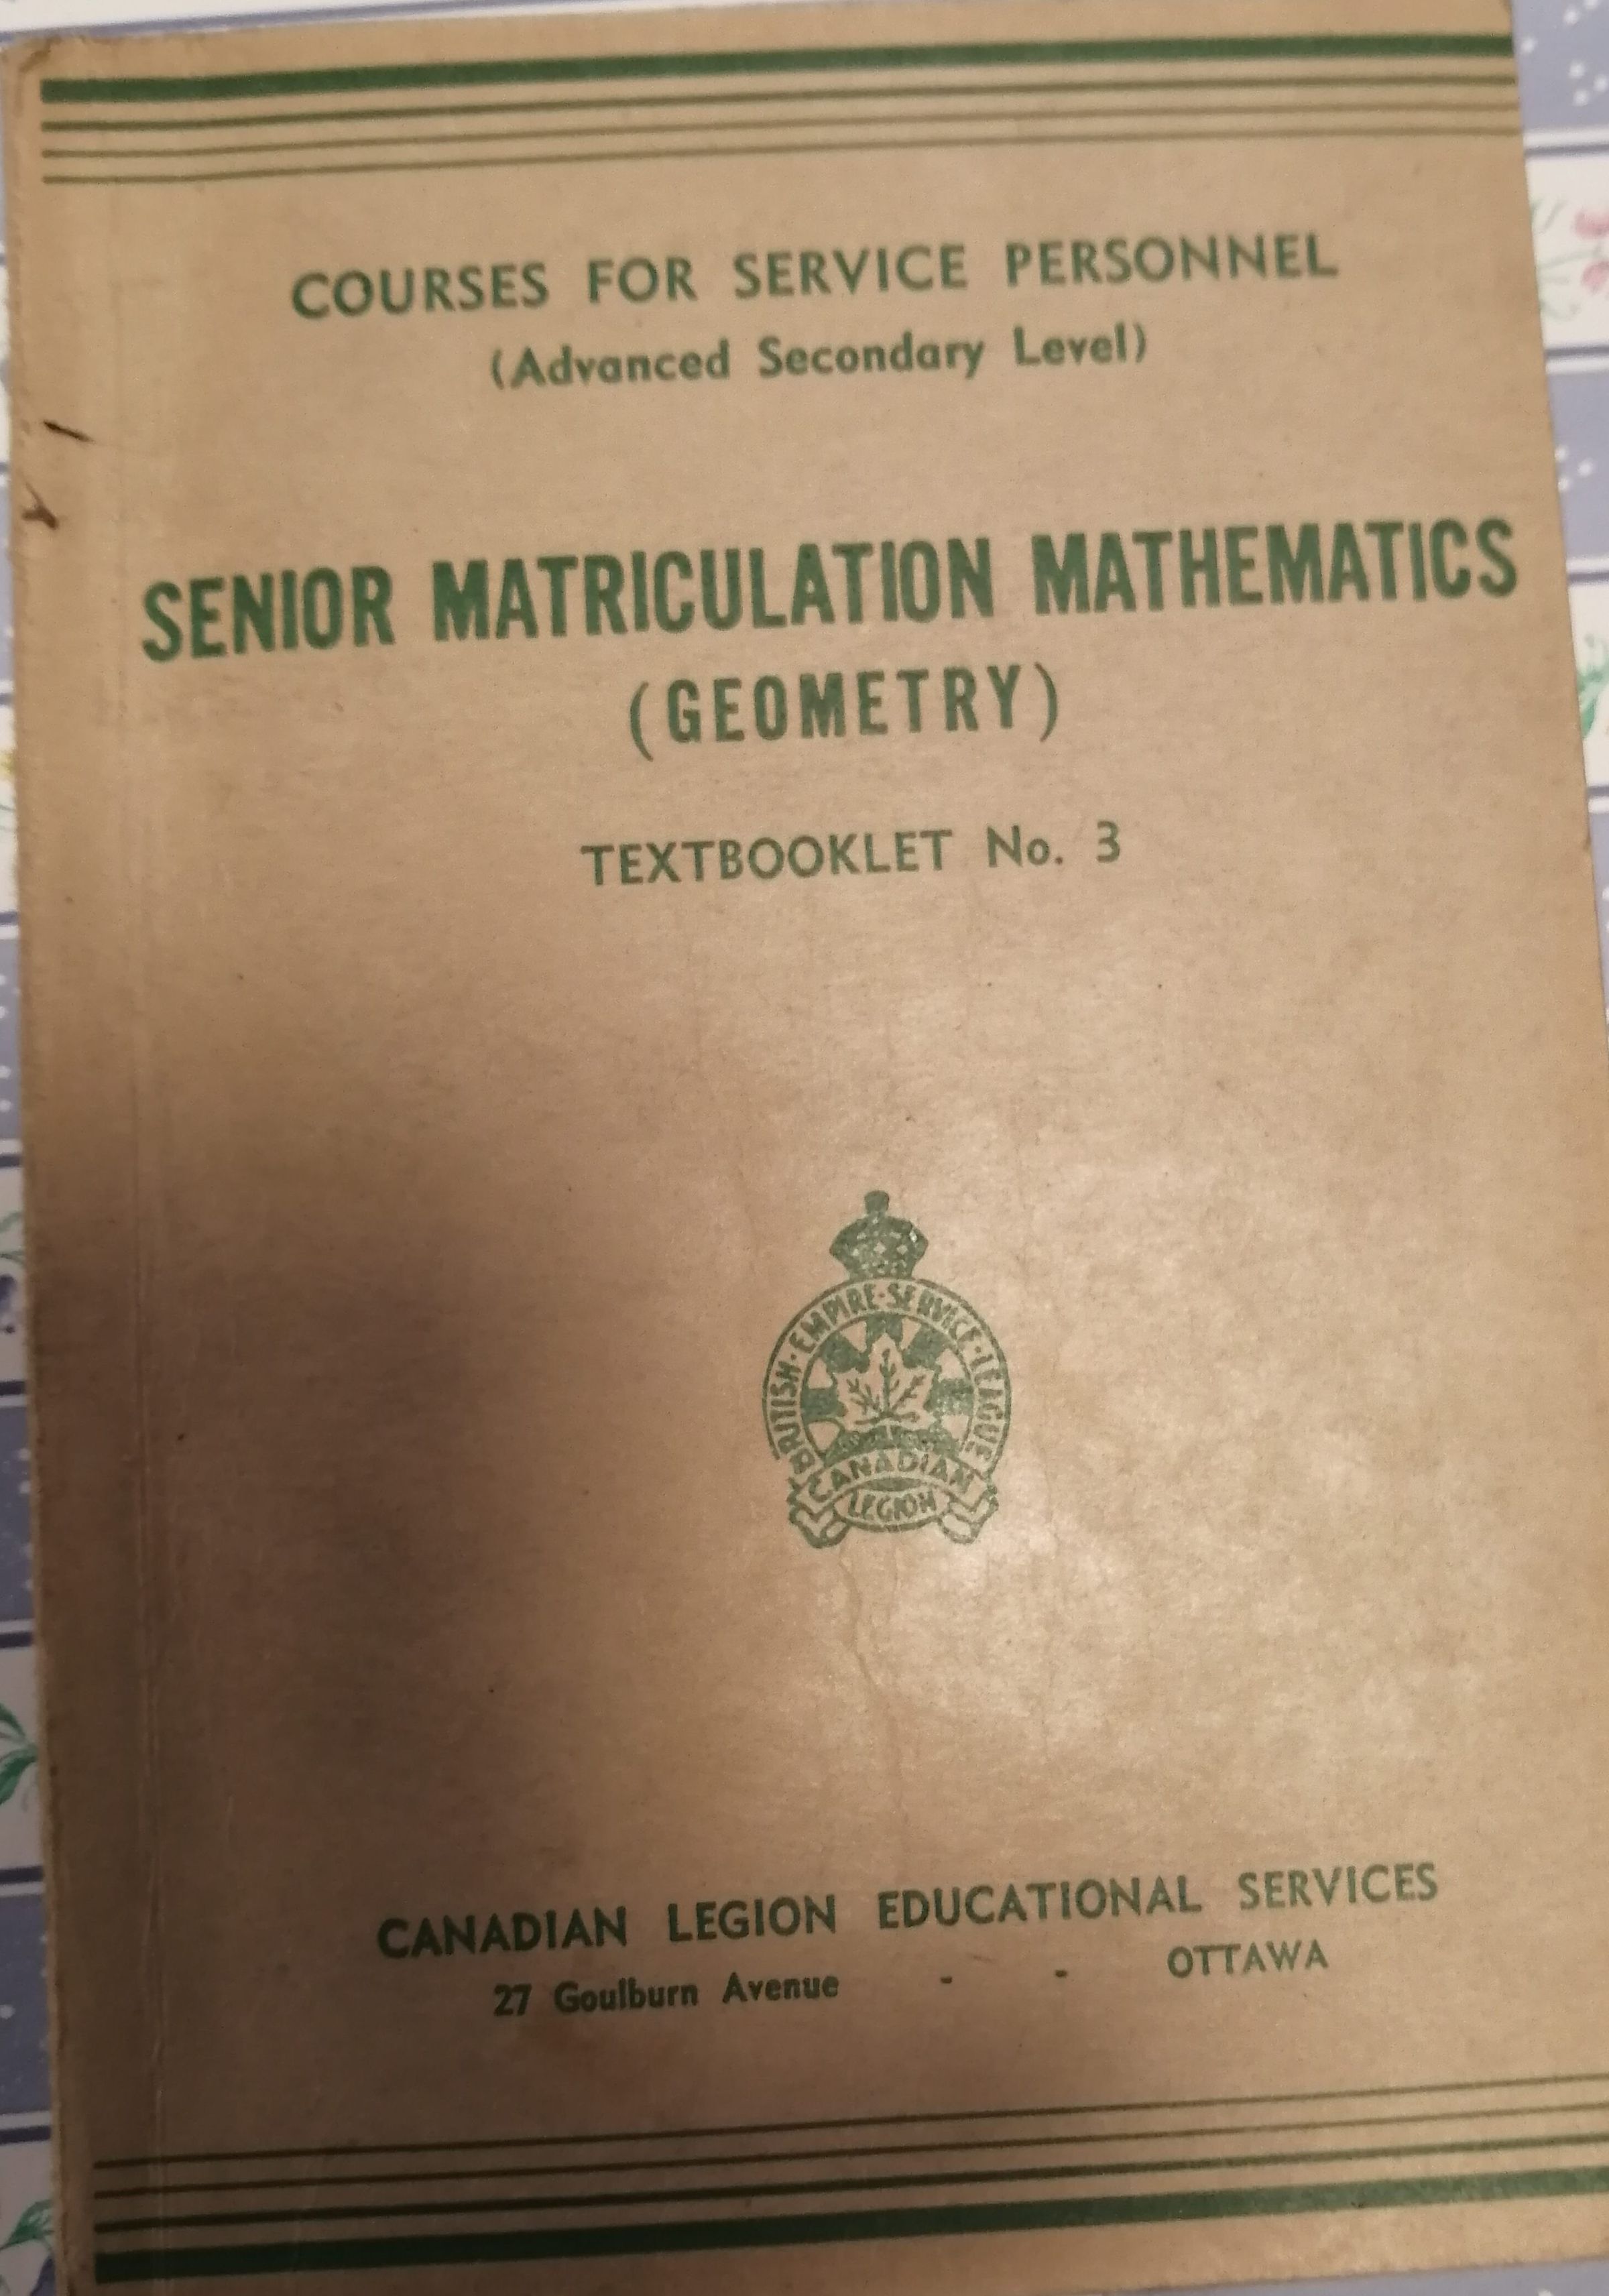 COURSES FOR SERVICE PERSONNEL
(Advanced Secondary Level)
SENIOR MATRICULATION MATHEMATICS
(GEOMETRY)
TEXTBOOKLET No. 3
BRITISH · EMPIRE · SERVICE · LEAGUE
CANADIAN
LEGION
CANADIAN LEGION EDUCATIONAL SERVICES
27 Goulburn Avenue - - OTTAWA